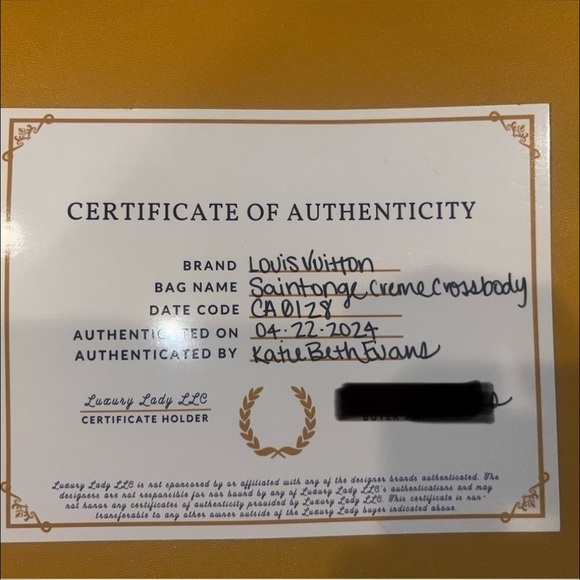 CERTIFICATE OF AUTHENTICITY
BRAND Louis Vuitton
BAG NAME Saintonge Creme Crossbody
DATE CODE CA0128
AUTHENTICATED ON 04-22-2024
AUTHENTICATED BY Katie Beth Evans
Luxury Lady LLC
CERTIFICATE HOLDER
Luxury Lady LLC is not sponsored by or affiliated with any of the designer brands authenticated. The
designers are not responsible for nor bound by any of Luxury Lady LLC's authentications and may
not honor any certificates of authenticity provided by Luxury Lady LLC. This certificate is non-
transferable to any other owner outside of the Luxury Lady buyer indicated above.